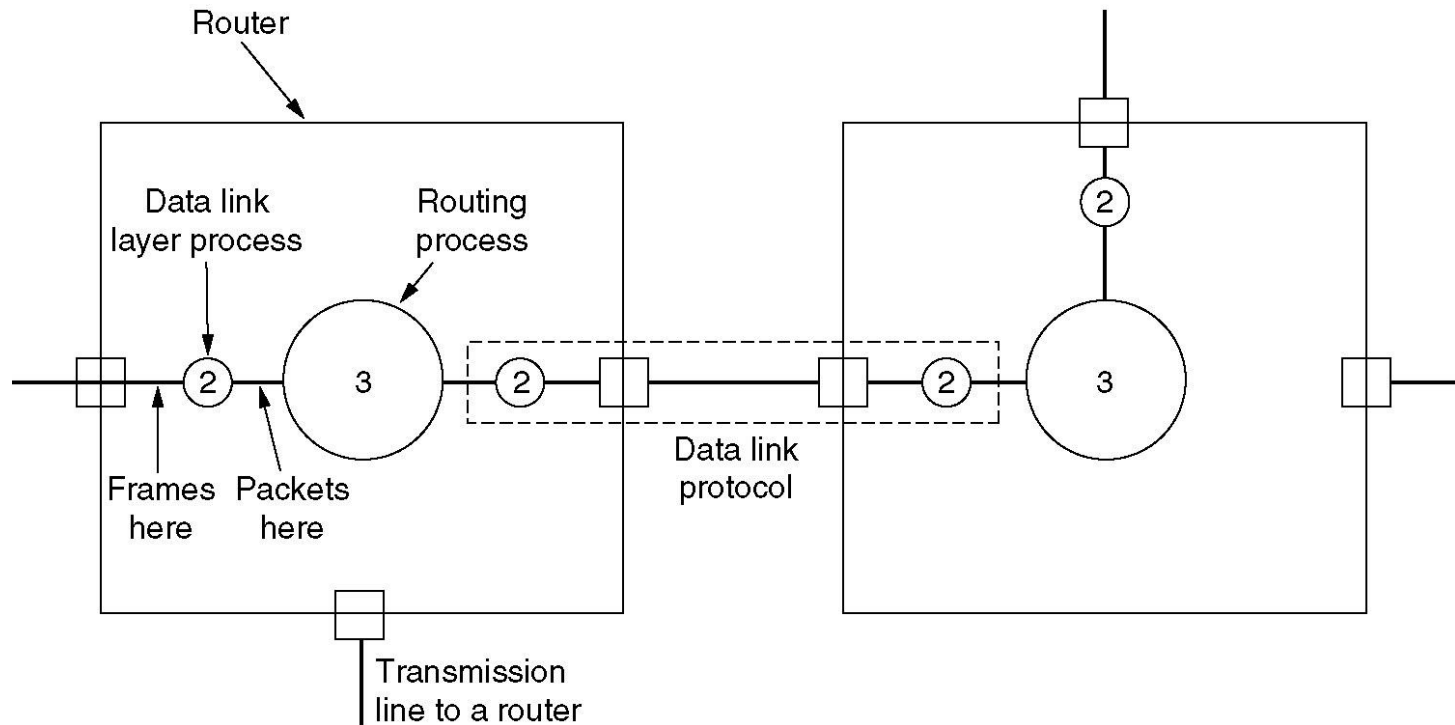 Router
Data link
layer process
Routing
process
2
2
3
2
2
3
Frames
here
Packets
here
Data link
protocol
Transmission
line to a router